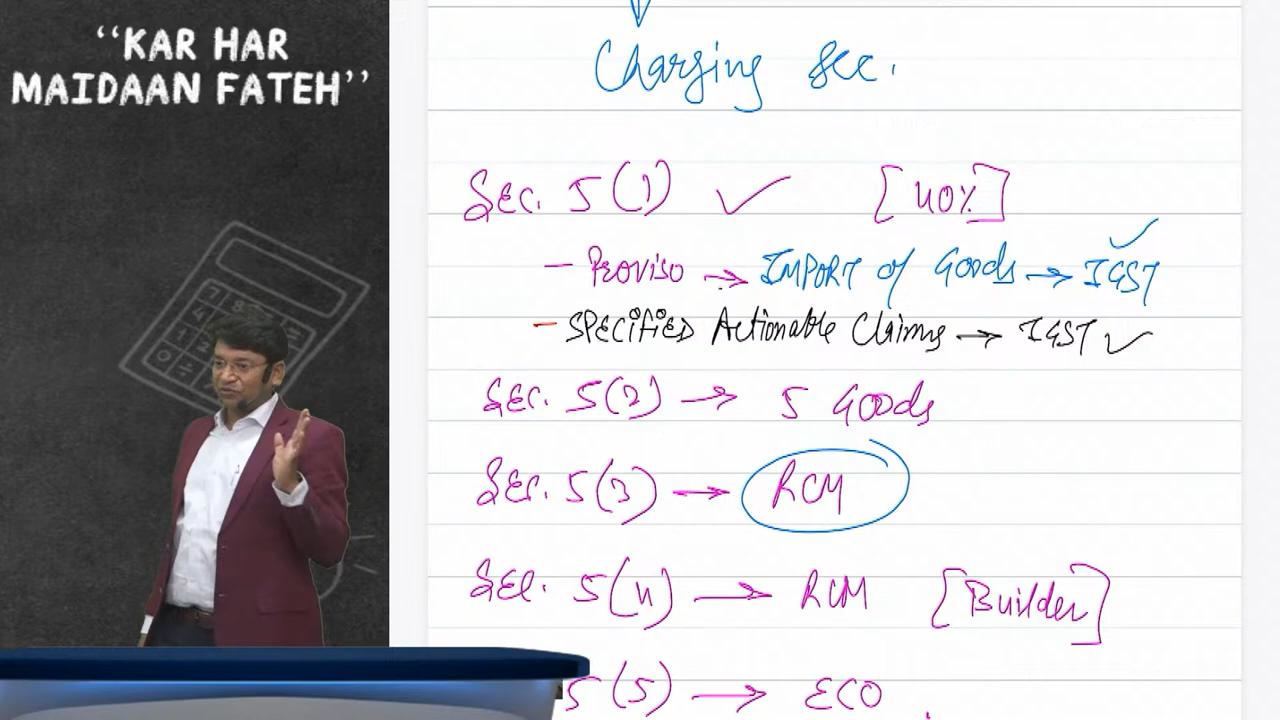 “KAR HAR
MAIDAAN FATEH”
Charging Sec.
Sec. 5(1) ✓ [40%]
- Proviso → IMPORT of Goods → IGST ✓
- SPECIFIED Actionable Claims → IGST ✓
Sec. 5(2) → 5 Goods
Sec. 5(3) → RCM
Sec. 5(4) → RCM [Builder]
5(5) → ECO